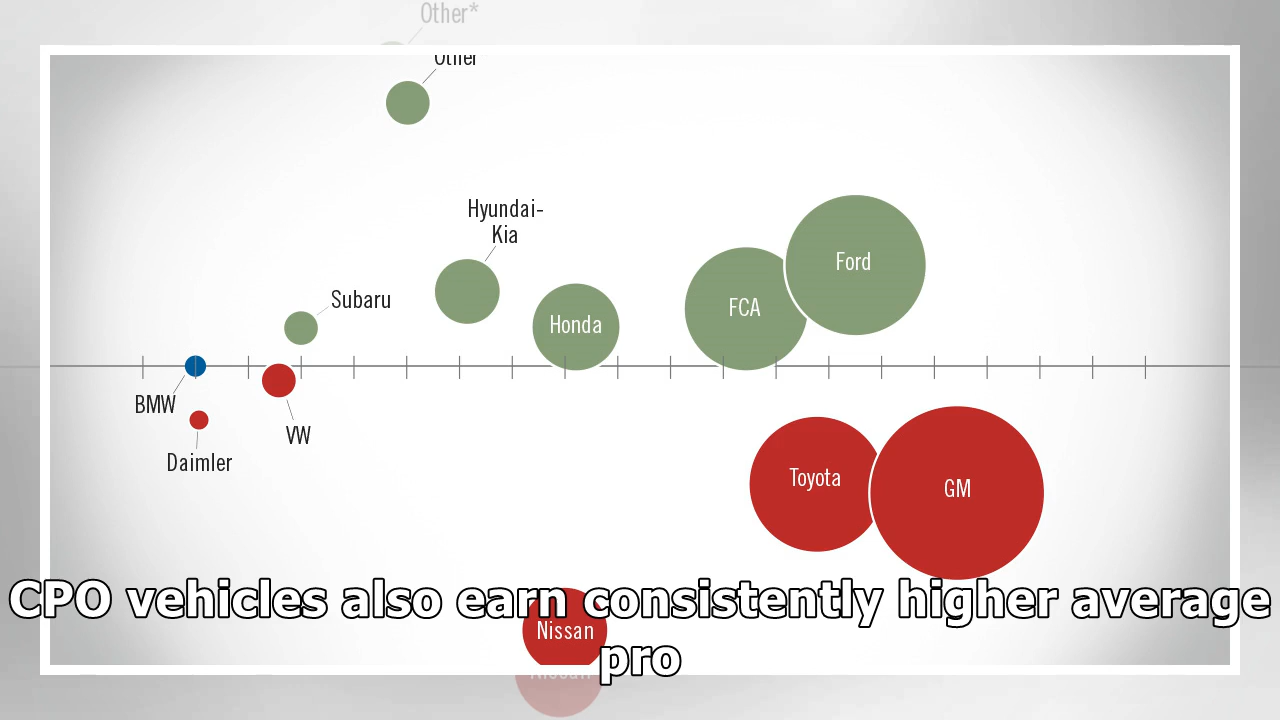 Other*
Other
Hyundai-
Kia
Ford
Subaru
FCA
Honda
BMW
VW
Daimler
Toyota
GM
CPO vehicles also earn consistently higher average
Nissan
pro
Nissan